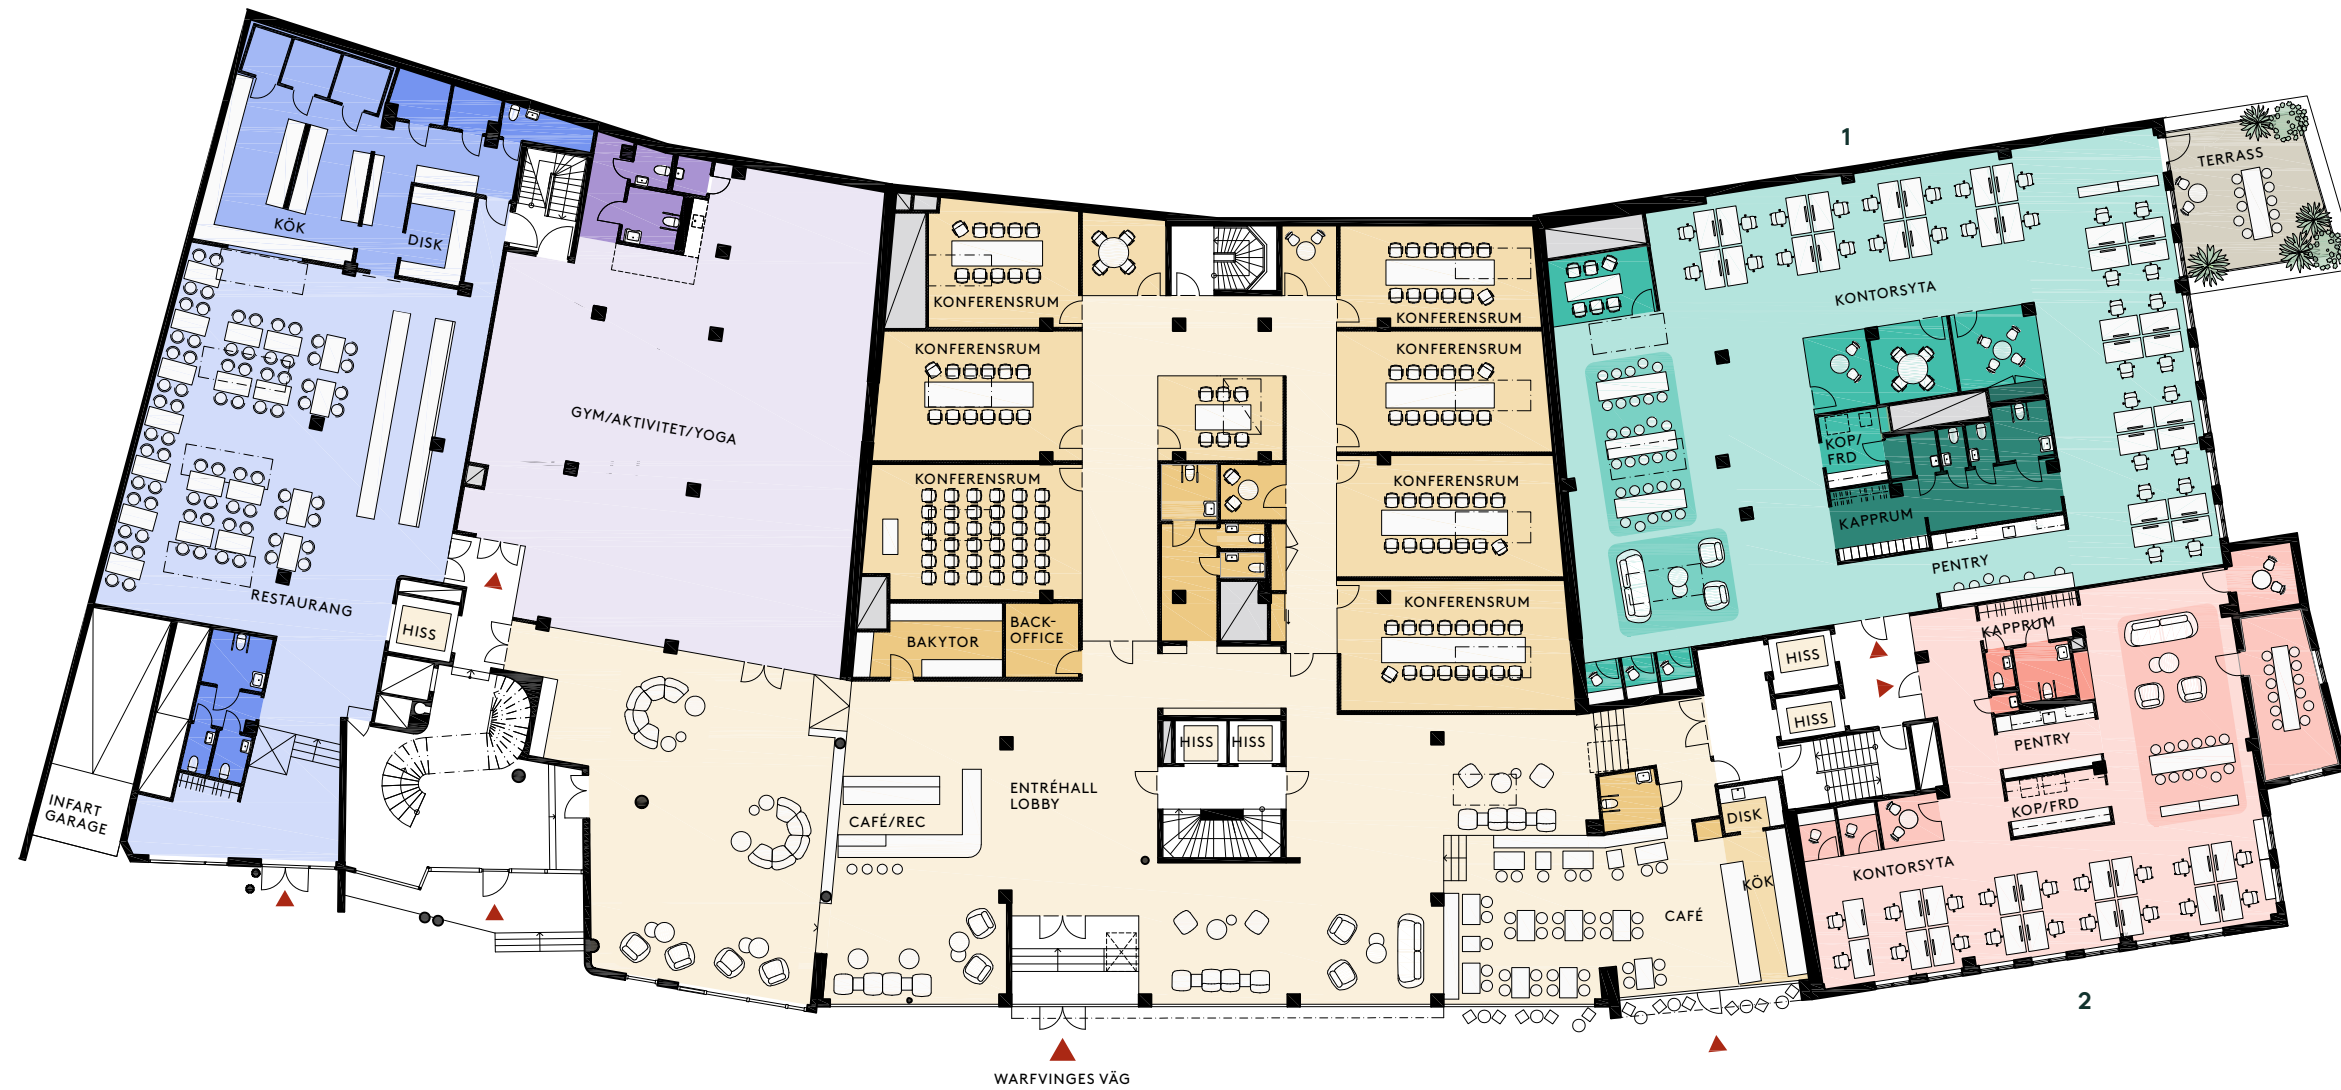 1
TERRASS
KÖK
DISK
KONTORSYTA
KONFERENSRUM
KONFERENSRUM
KONFERENSRUM
KONFERENSRUM
GYM/AKTIVITET/YOGA
KOP/
FRD
KONFERENSRUM
KONFERENSRUM
KAPPRUM
PENTRY
RESTAURANG
HISS
BAKYTOR
BACK-
OFFICE
KONFERENSRUM
KAPPRUM
HISS
HISS
HISS
HISS
PENTRY
INFART
GARAGE
ENTRÉHALL
LOBBY
CAFÉ/REC
DISK
KOP/FRD
KÖK
KONTORSYTA
CAFÉ
2
WARFVINGES VÄG